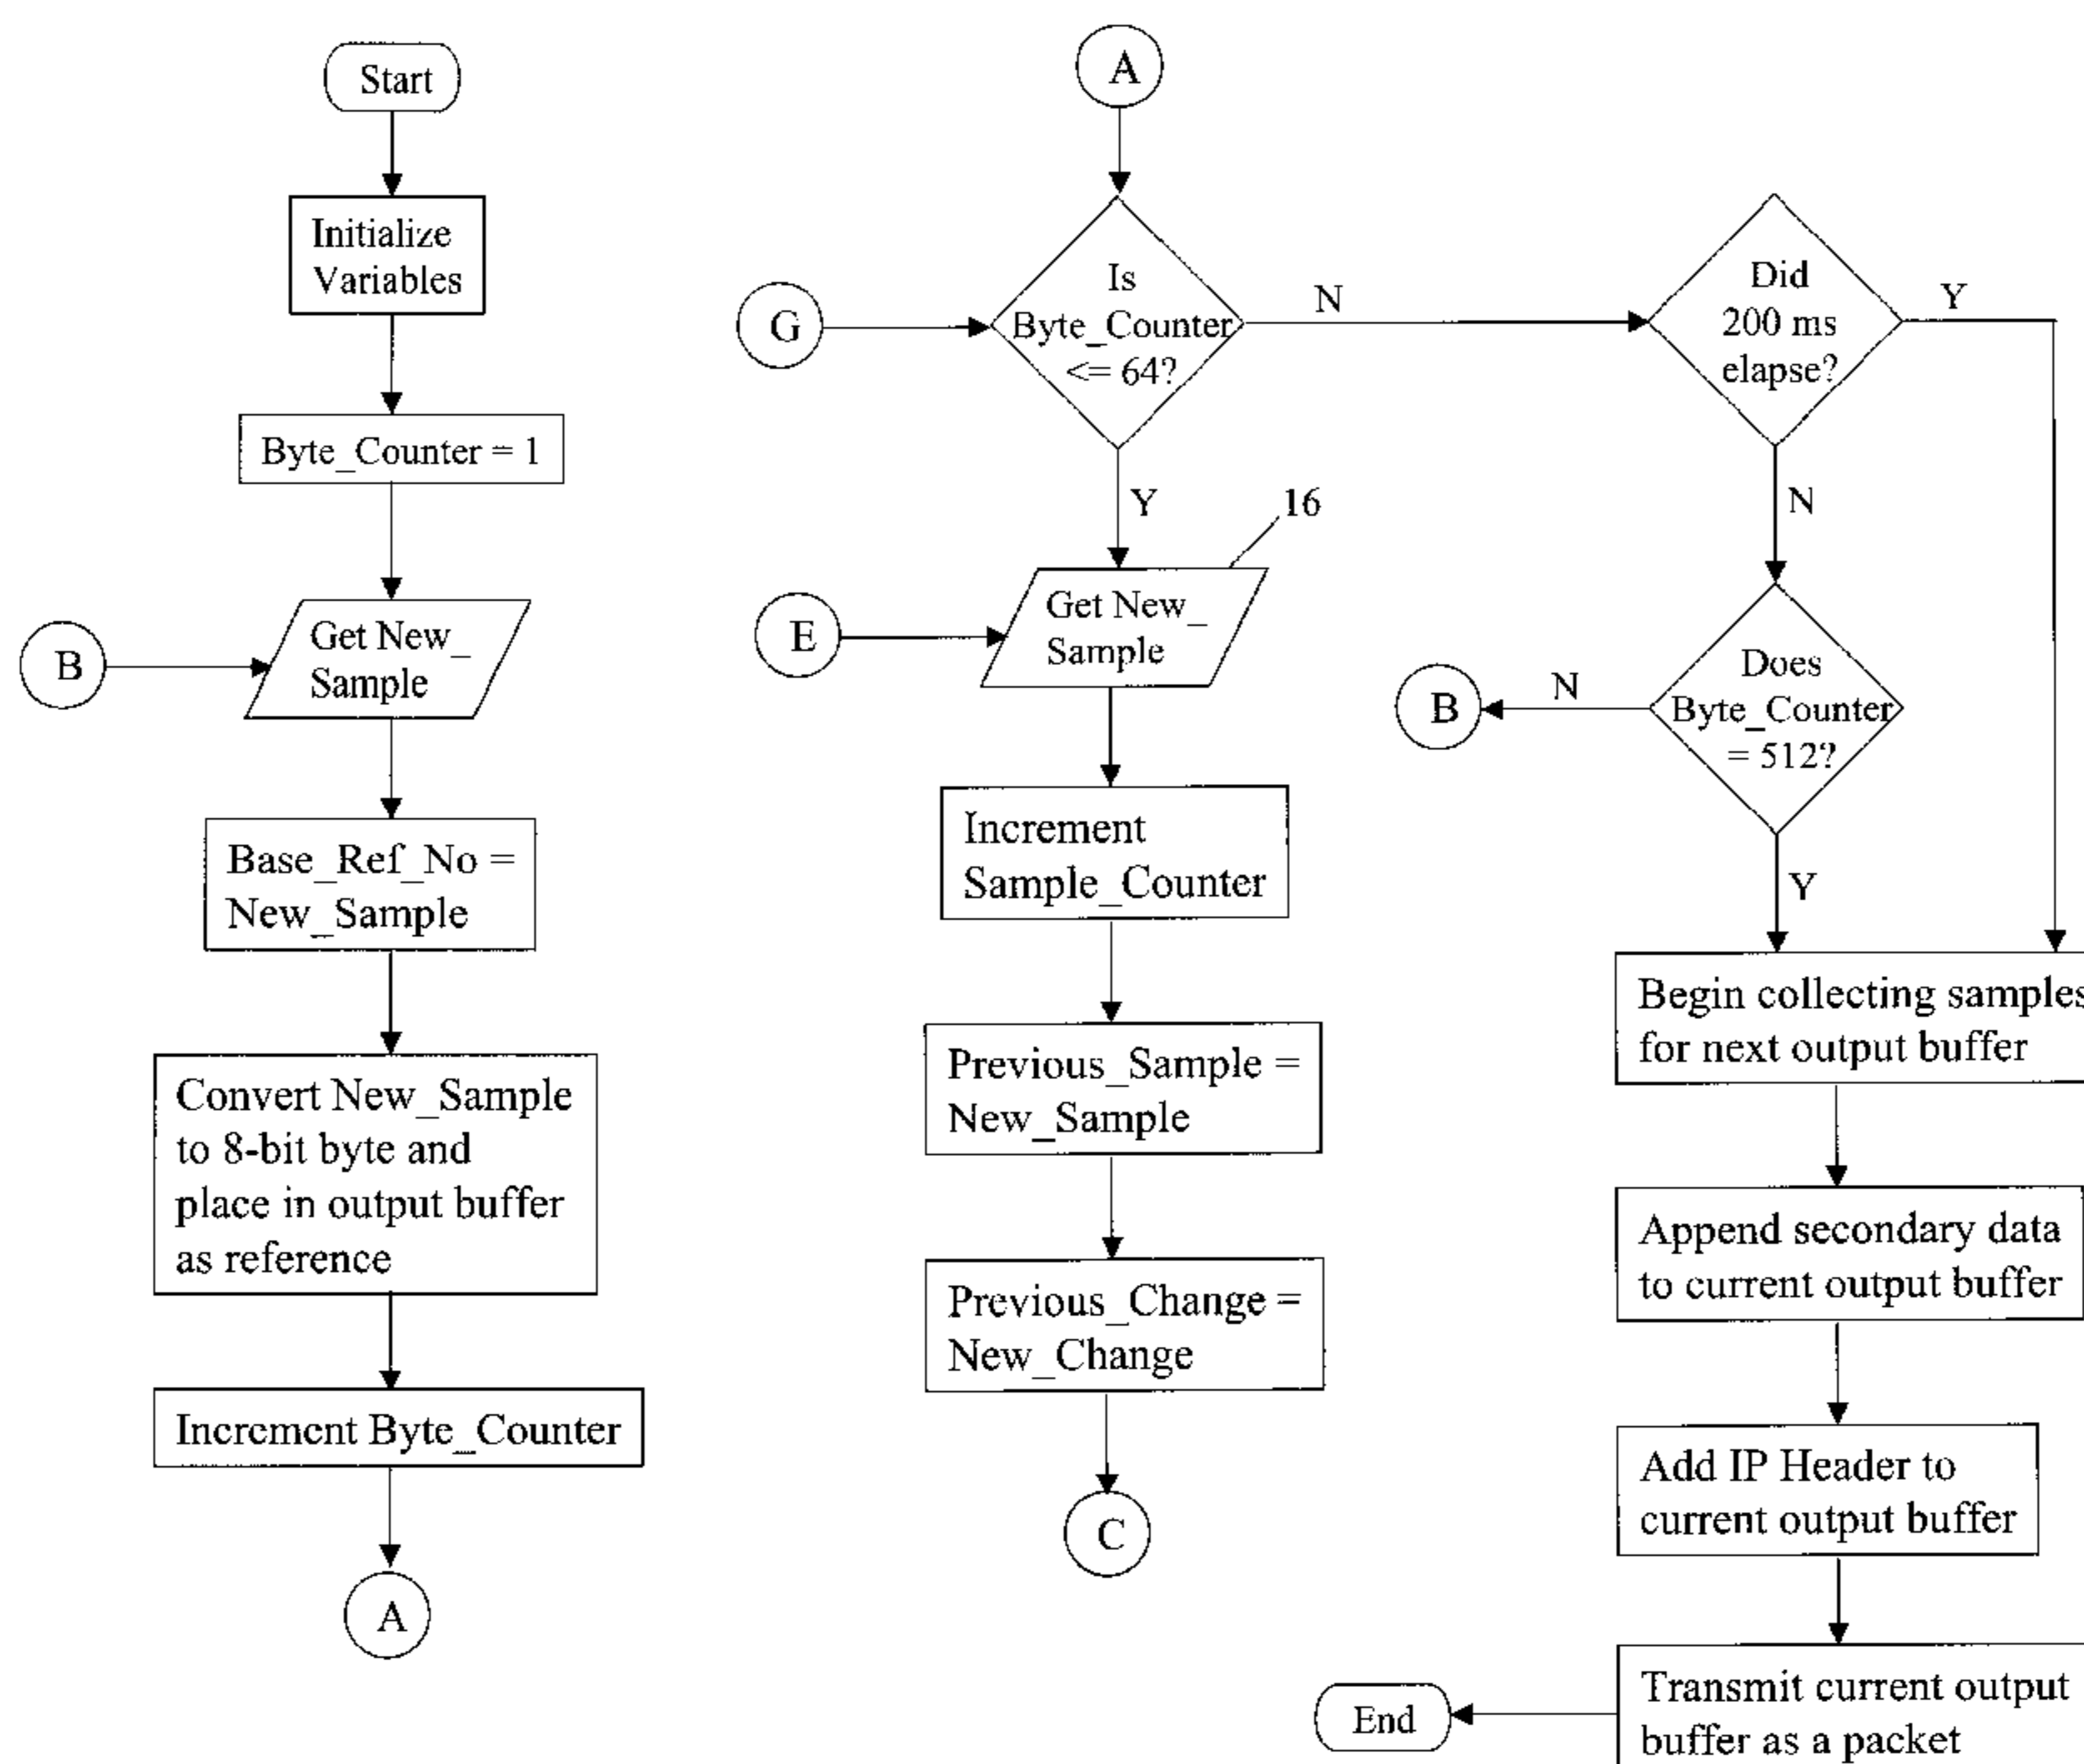 Start
Initialize
Variables
Byte_Counter = 1
B
Get New_
Sample
Base_Ref_No =
New_Sample
Convert New_Sample
to 8-bit byte and
place in output buffer
as reference
Increment Byte_Counter
A
A
G
Is
Byte_Counter
<= 64?
N
Y
16
E
Get New_
Sample
Increment
Sample_Counter
Previous_Sample =
New_Sample
Previous_Change =
New_Change
C
Did
200 ms
elapse?
Y
N
Does
Byte_Counter
= 512?
N
B
Y
Begin collecting samples
for next output buffer
Append secondary data
to current output buffer
Add IP Header to
current output buffer
Transmit current output
buffer as a packet
End